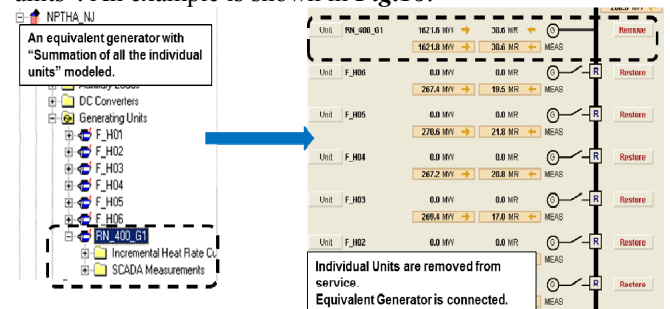 units". An example is shown in Fig.10.
NPTHA_NJ
An equivalent generator with
"Summation of all the individual
units" modeled.
Auxiliary Loads
DC Converters
Generating Units
F_H01
F_H02
F_H03
F_H04
F_H05
F_H06
RN_400_G1
Incremental Heat Rate Cu
SCADA Measurements
Unit RN_400_G1 1621.8 MW 30.6 MR G Remove
1621.8 MW 30.6 MR MEAS
Unit F_H06 0.0 MW 0.0 MR G R Restore
267.4 MW 19.5 MR MEAS
Unit F_H05 0.0 MW 0.0 MR G R Restore
270.6 MW 21.8 MR MEAS
Unit F_H04 0.0 MW 0.0 MR G R Restore
267.2 MW 20.8 MR MEAS
Unit F_H03 0.0 MW 0.0 MR G R Restore
269.4 MW 17.0 MR MEAS
Unit F_H02 0.0 MW 0.0 MR G R Restore
MEAS
G R Restore
MEAS
Individual Units are removed from
service.
Equivalent Generator is connected.